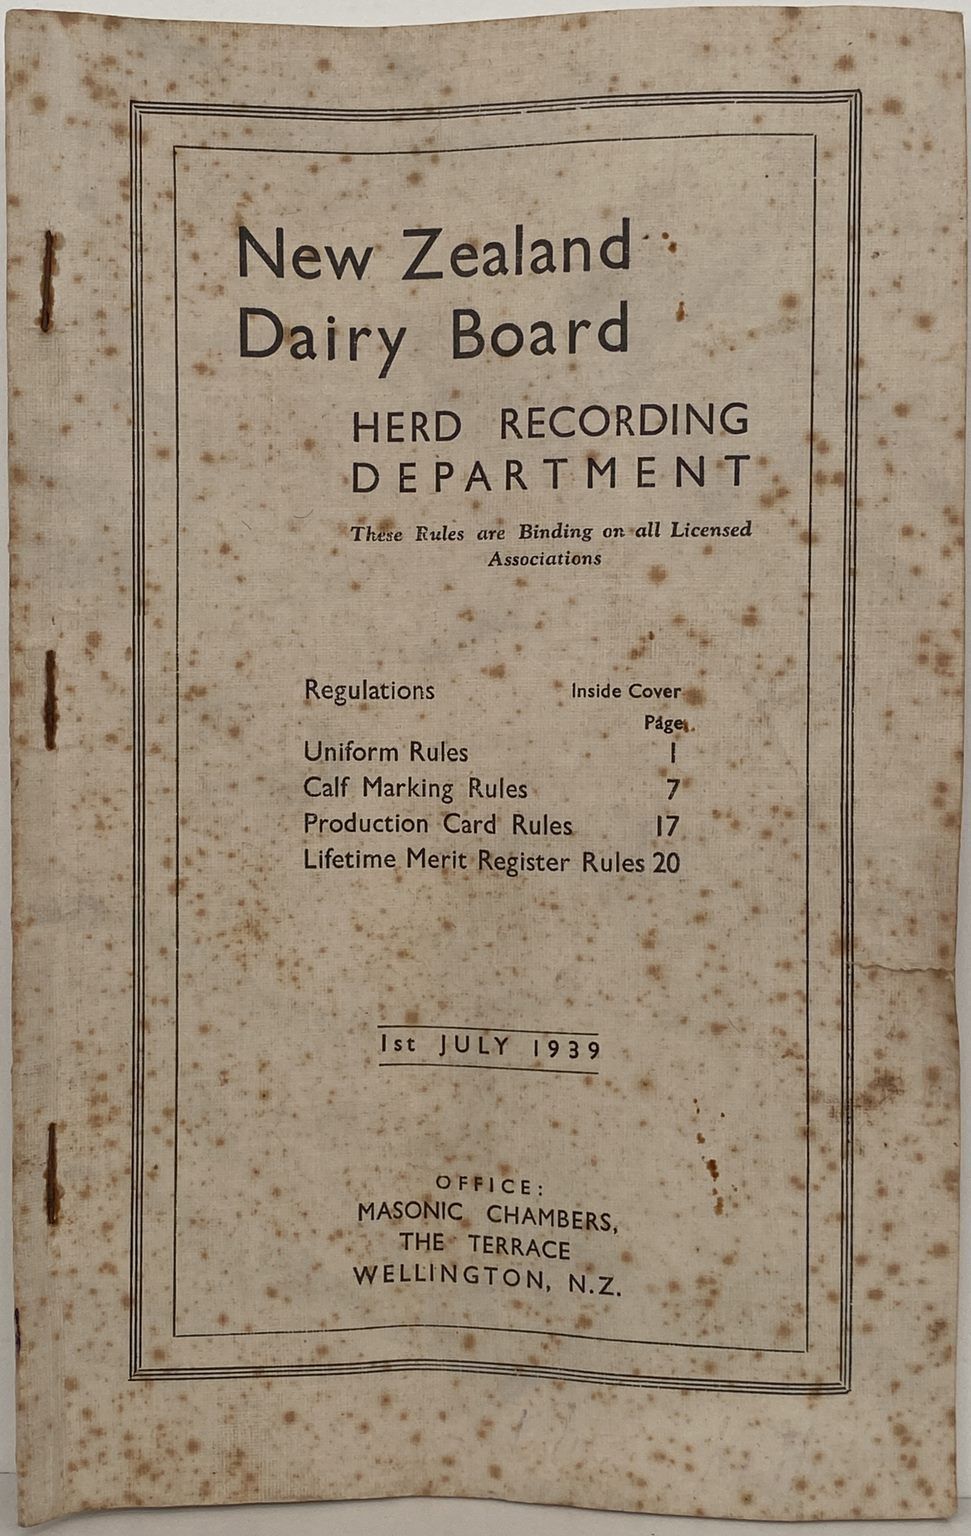 New Zealand
Dairy Board
HERD RECORDING
DEPARTMENT
These Rules are Binding on all Licensed
Associations
Regulations Inside Cover
Page
Uniform Rules 1
Calf Marking Rules 7
Production Card Rules 17
Lifetime Merit Register Rules 20
1st JULY 1939
OFFICE:
MASONIC CHAMBERS,
THE TERRACE
WELLINGTON, N.Z.